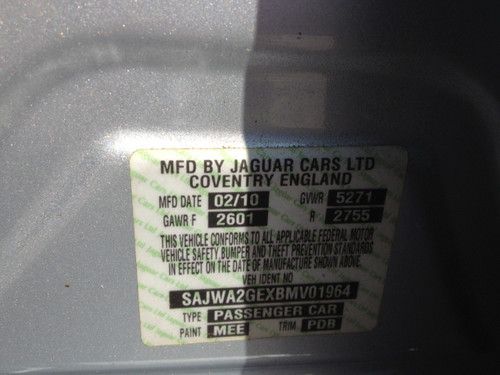 MFD BY JAGUAR CARS LTD
COVENTRY ENGLAND
MFD DATE 02/10 GVWR 5271
GAWR F 2601 R 2755
THIS VEHICLE CONFORMS TO ALL APPLICABLE FEDERAL MOTOR
VEHICLE SAFETY, BUMPER AND THEFT PREVENTION STANDARDS
IN EFFECT ON THE DATE OF MANUFACTURE SHOWN ABOVE.
VEH IDENT NO
SAJWA2GEXBMV01964
TYPE PASSENGER CAR
PAINT MEE TRIM PDB